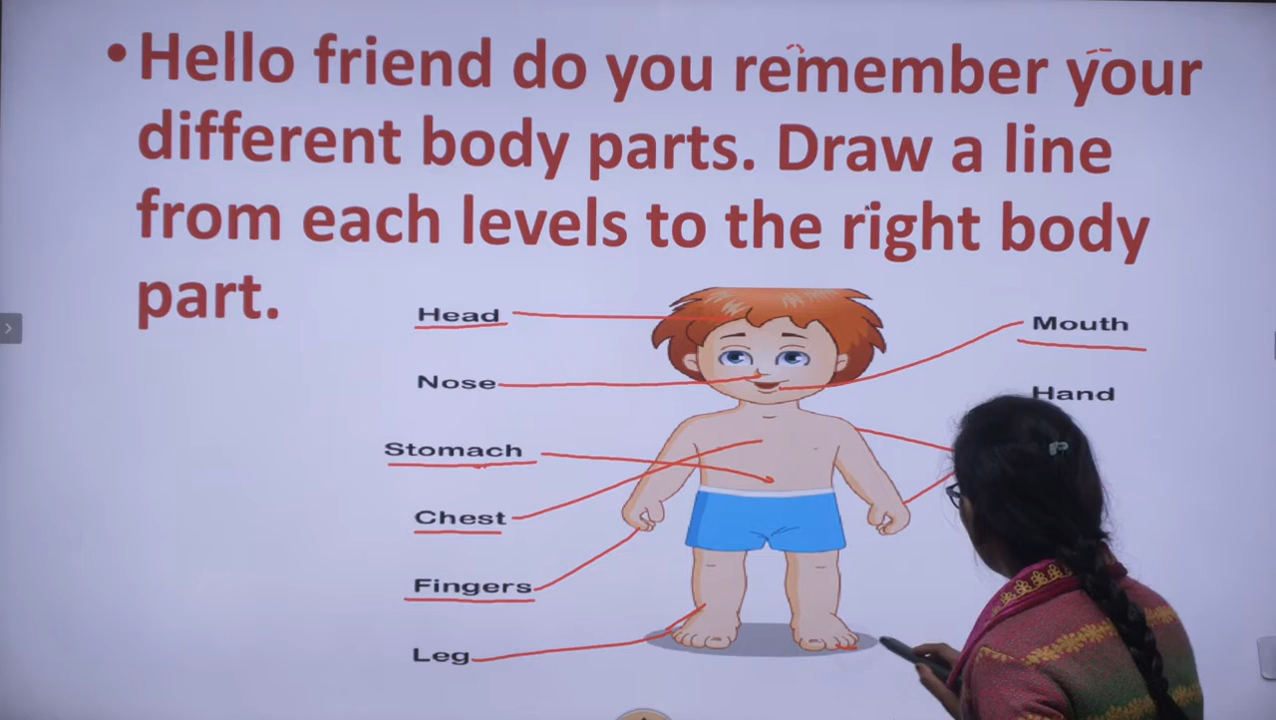 • Hello friend do you remember your
different body parts. Draw a line
from each levels to the right body
part.
Head
Mouth
Nose
Hand
Stomach
Chest
Fingers
Leg